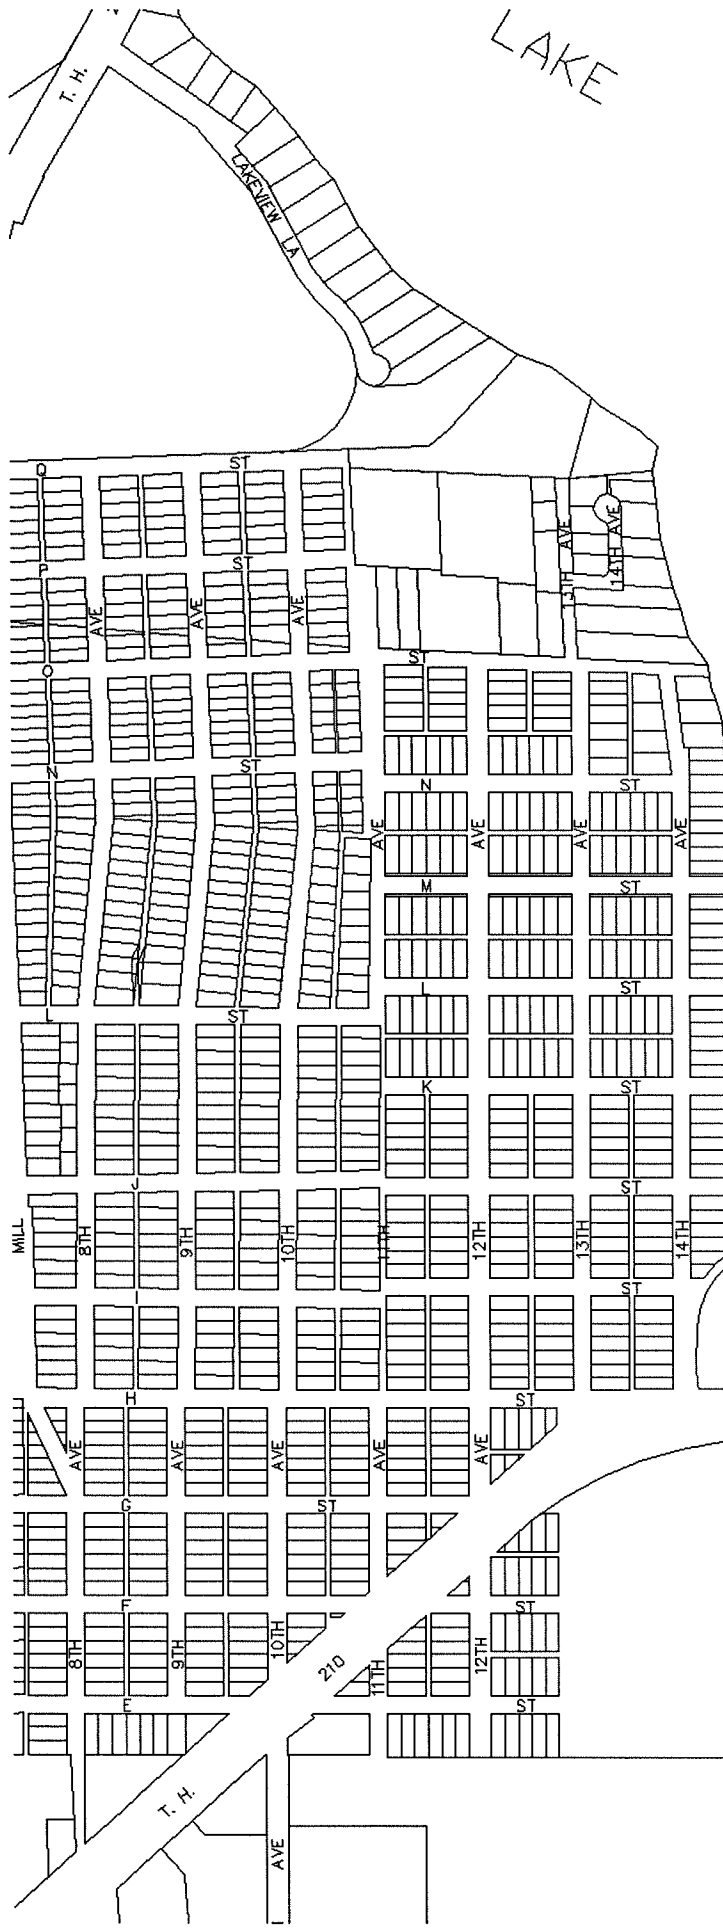 LAKE
T. H.
LAKEVIEW LA
Q ST
AVE
14TH AVE
13TH
P ST
AVE AVE AVE
ST
O
N ST
N ST
AVE AVE AVE AVE
M ST
L ST
L ST
K ST
J ST
MILL 8TH 9TH 10TH 11TH 12TH 13TH 14TH
I ST
H ST
AVE AVE AVE AVE AVE
G ST
F ST
8TH 9TH 10TH 210 11TH 12TH
E ST
T. H.
AVE